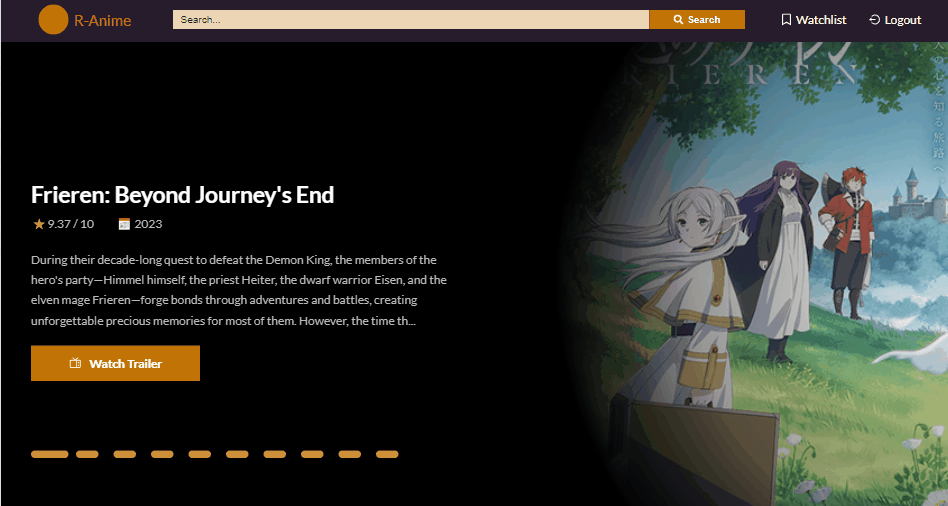 R-Anime
Search...
Search
Watchlist
Logout
RIEREN
Frieren: Beyond Journey's End
9.37 / 10
2023
During their decade-long quest to defeat the Demon King, the members of the
hero's party—Himmel himself, the priest Heiter, the dwarf warrior Eisen, and the
elven mage Frieren—forge bonds through adventures and battles, creating
unforgettable precious memories for most of them. However, the time th...
Watch Trailer